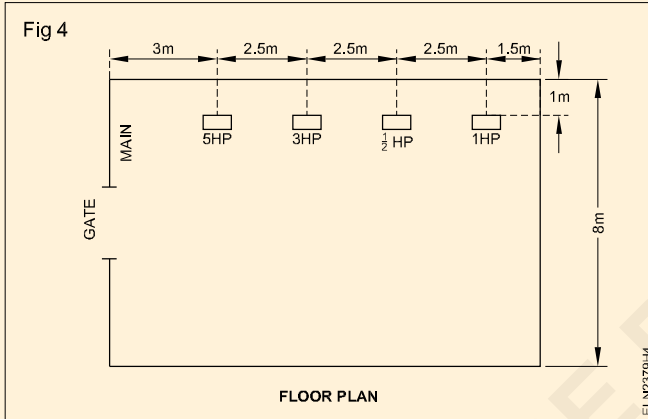 Fig 4
3m 2.5m 2.5m 2.5m 1.5m
1m
MAIN
5HP 3HP 1/2 HP 1HP
GATE
8m
FLOOR PLAN